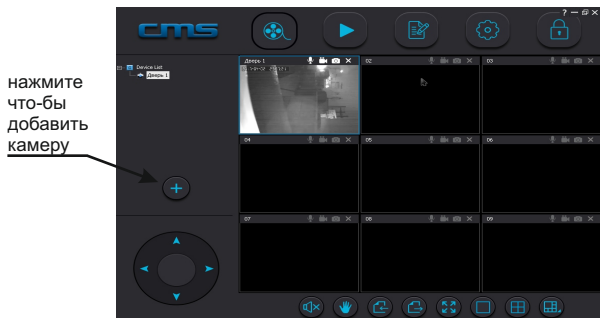 нажмите
что-бы
добавить
камеру
cms
Device List
Дверь 1
Дверь 1
02
03
04
05
06
07
08
09